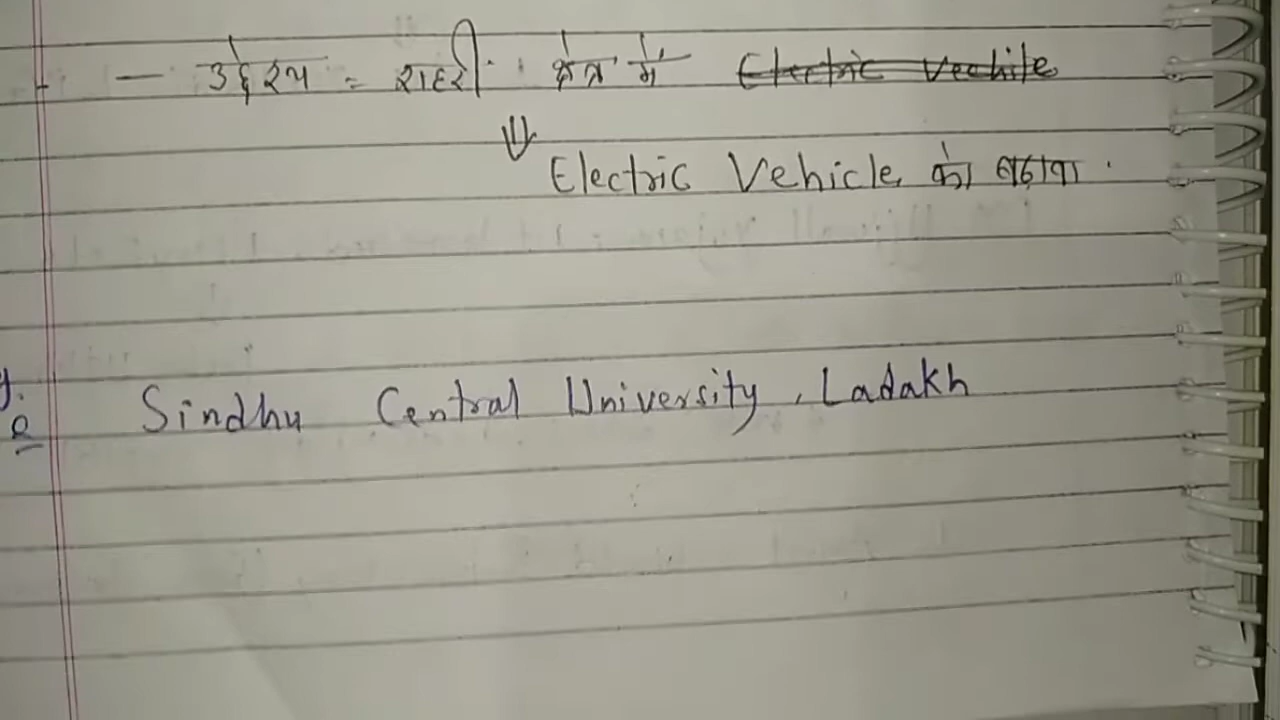 — उद्देश्य = शहरी क्षेत्र में Electric Vechile
Electric Vehicle को बढ़ावा
Sindhu Central University, Ladakh